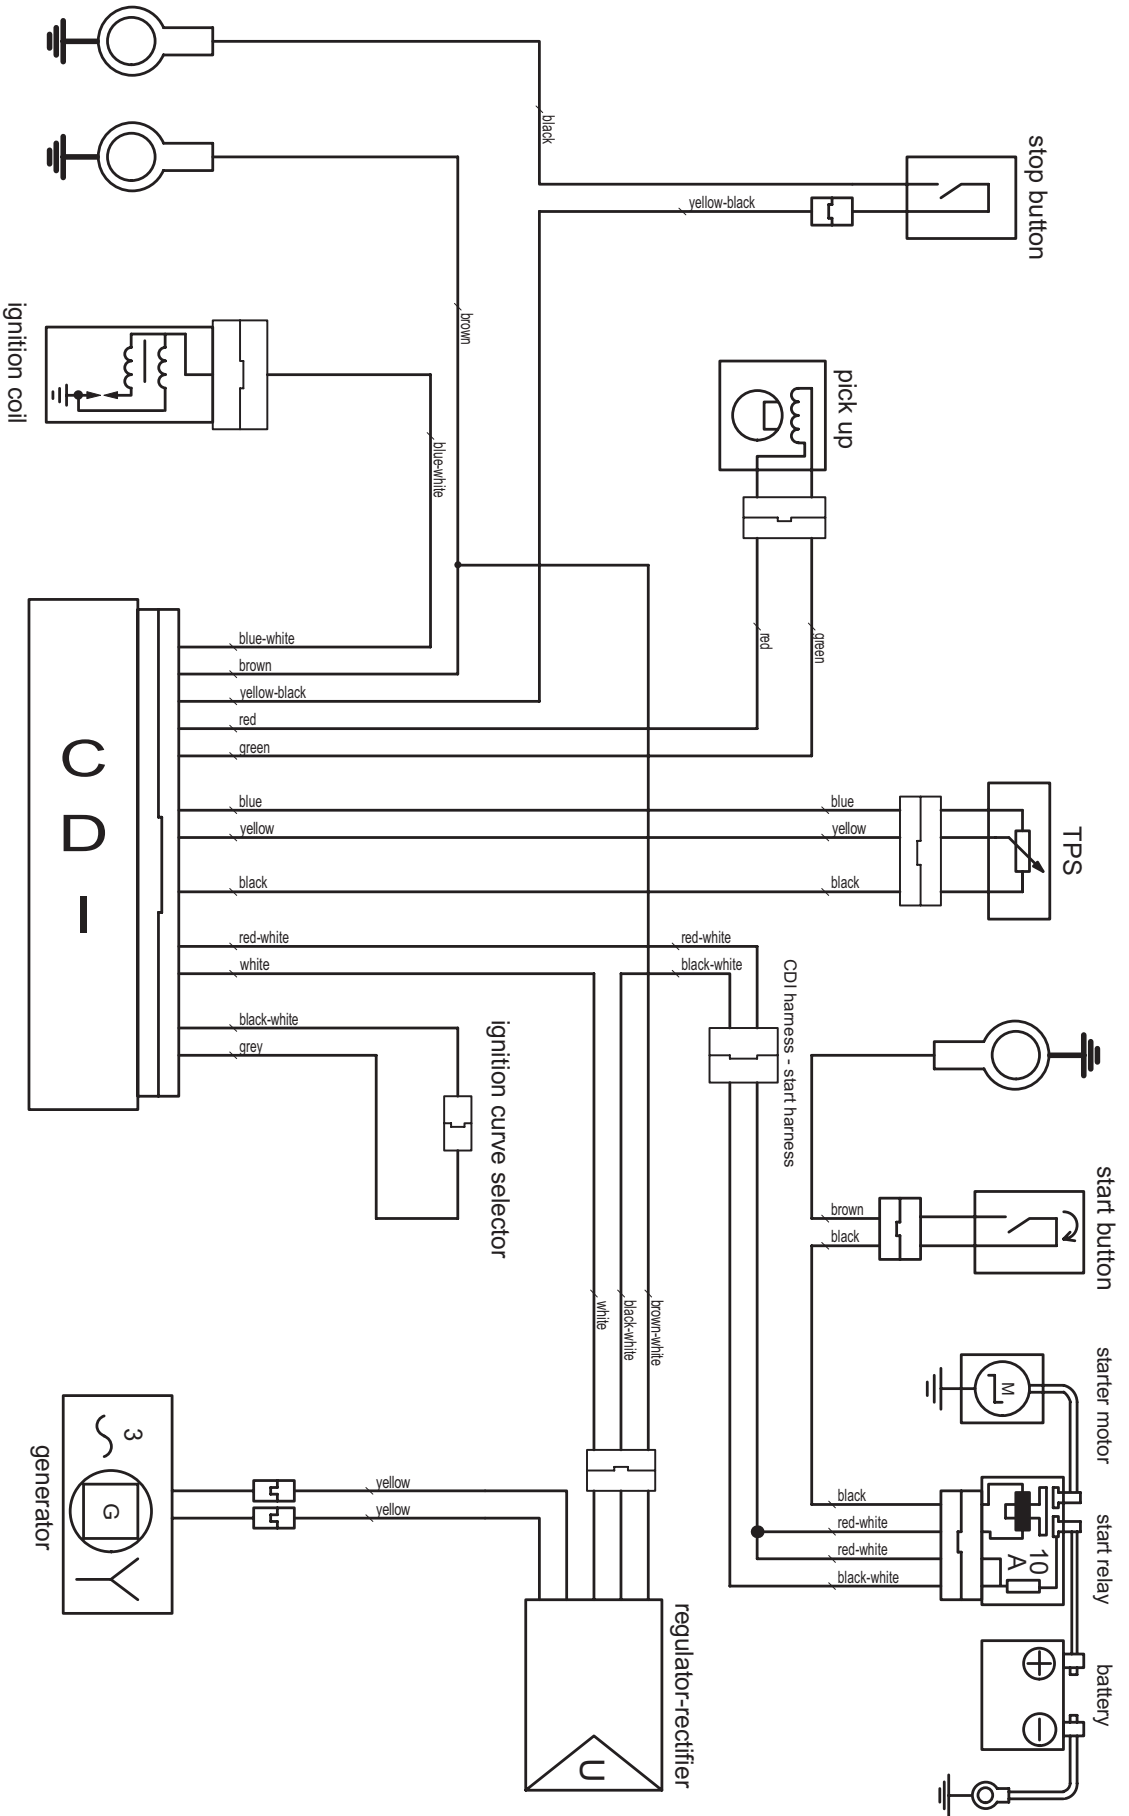 stop button
black
yellow-black
brown
ignition coil
blue-white
pick up
red
green
CDI
blue-white
brown
yellow-black
red
green
blue
yellow
black
red-white
white
black-white
grey
blue
yellow
black
TPS
red-white
black-white
CDI harness - start harness
ignition curve selector
start button
brown
black
white
black-white
brown-white
starter motor
M
start relay
10
A
black
red-white
red-white
black-white
battery
3
G
generator
yellow
yellow
regulator-rectifier
U